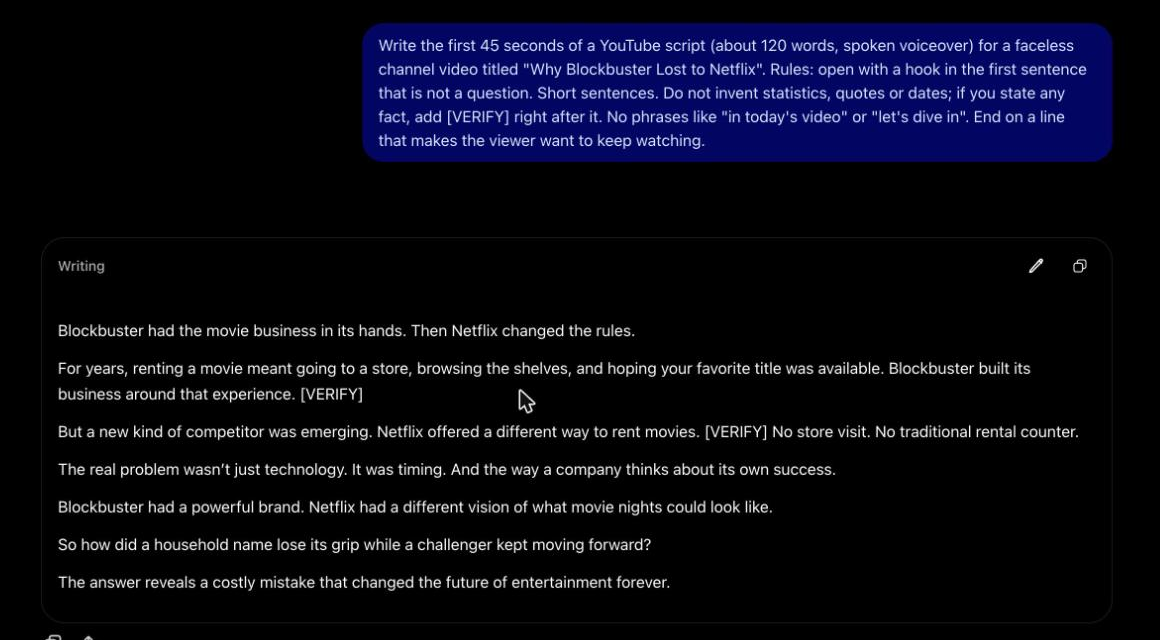 Write the first 45 seconds of a YouTube script (about 120 words, spoken voiceover) for a faceless
channel video titled "Why Blockbuster Lost to Netflix". Rules: open with a hook in the first sentence
that is not a question. Short sentences. Do not invent statistics, quotes or dates; if you state any
fact, add [VERIFY] right after it. No phrases like "in today's video" or "let's dive in". End on a line
that makes the viewer want to keep watching.
Writing
Blockbuster had the movie business in its hands. Then Netflix changed the rules.
For years, renting a movie meant going to a store, browsing the shelves, and hoping your favorite title was available. Blockbuster built its
business around that experience. [VERIFY]
But a new kind of competitor was emerging. Netflix offered a different way to rent movies. [VERIFY] No store visit. No traditional rental counter.
The real problem wasn’t just technology. It was timing. And the way a company thinks about its own success.
Blockbuster had a powerful brand. Netflix had a different vision of what movie nights could look like.
So how did a household name lose its grip while a challenger kept moving forward?
The answer reveals a costly mistake that changed the future of entertainment forever.